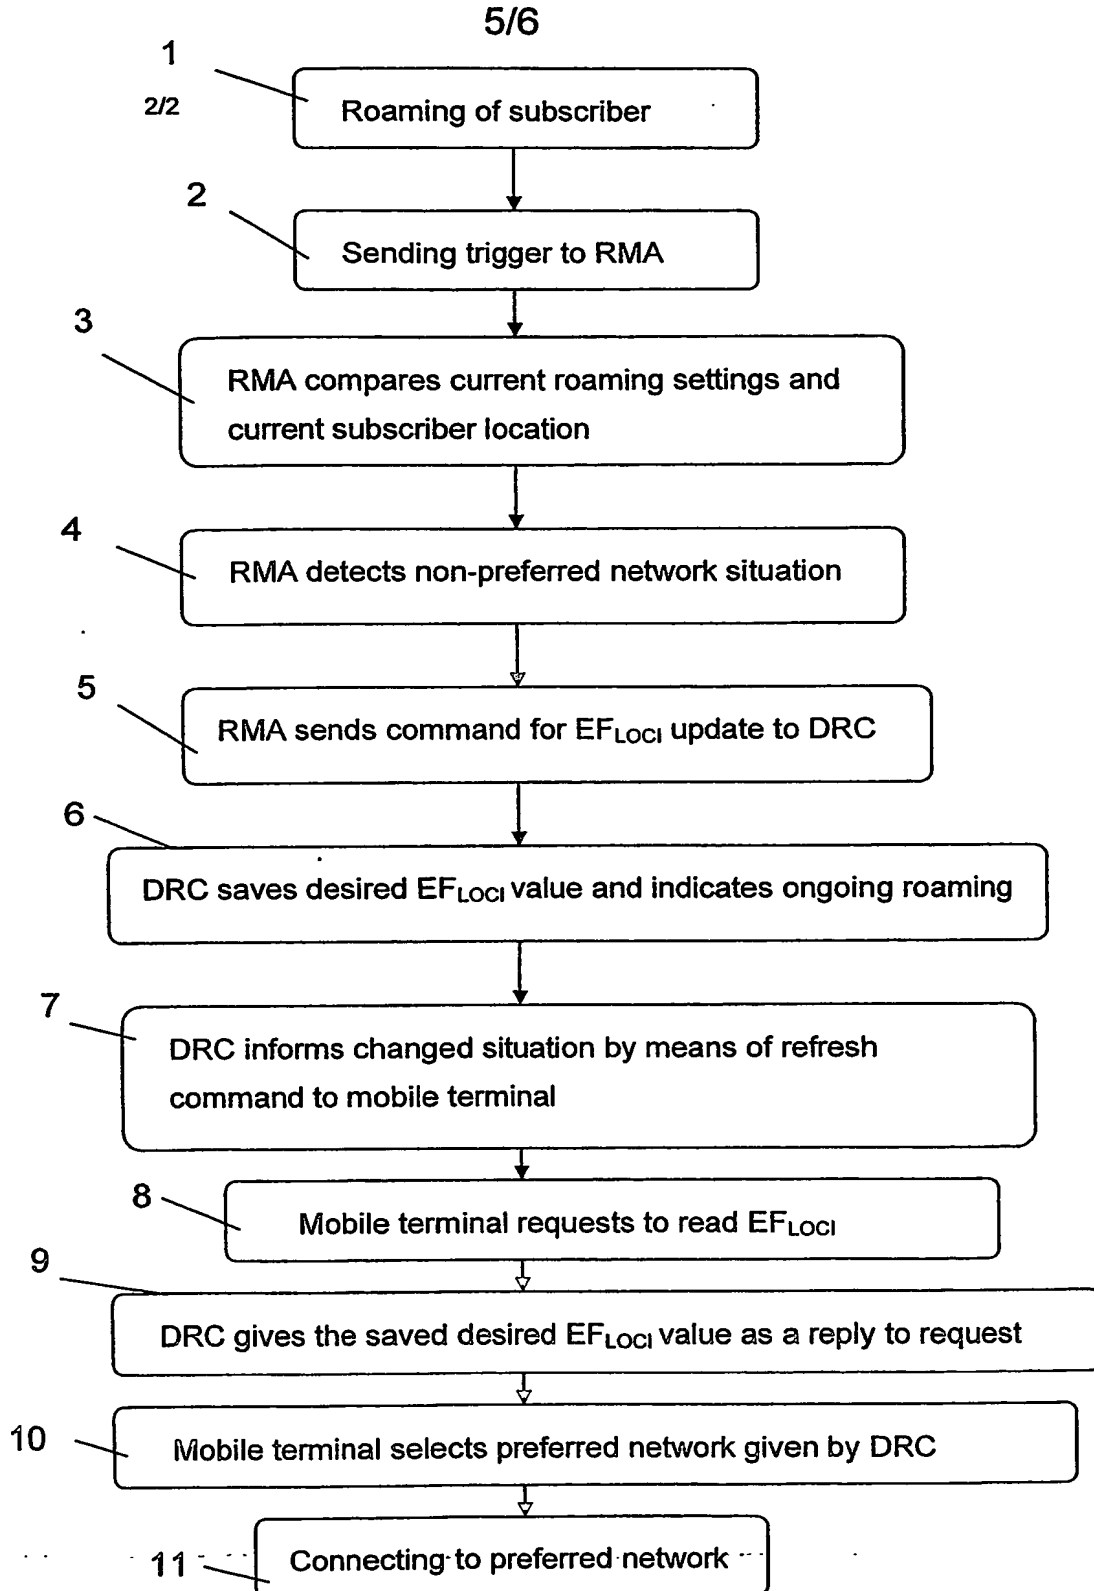 5/6
1
2/2
Roaming of subscriber
2
Sending trigger to RMA
3
RMA compares current roaming settings and
current subscriber location
4
RMA detects non-preferred network situation
5
RMA sends command for EFLOCI update to DRC
6
DRC saves desired EFLOCI value and indicates ongoing roaming
7
DRC informs changed situation by means of refresh
command to mobile terminal
8
Mobile terminal requests to read EFLOCI
9
DRC gives the saved desired EFLOCI value as a reply to request
10
Mobile terminal selects preferred network given by DRC
11
Connecting to preferred network